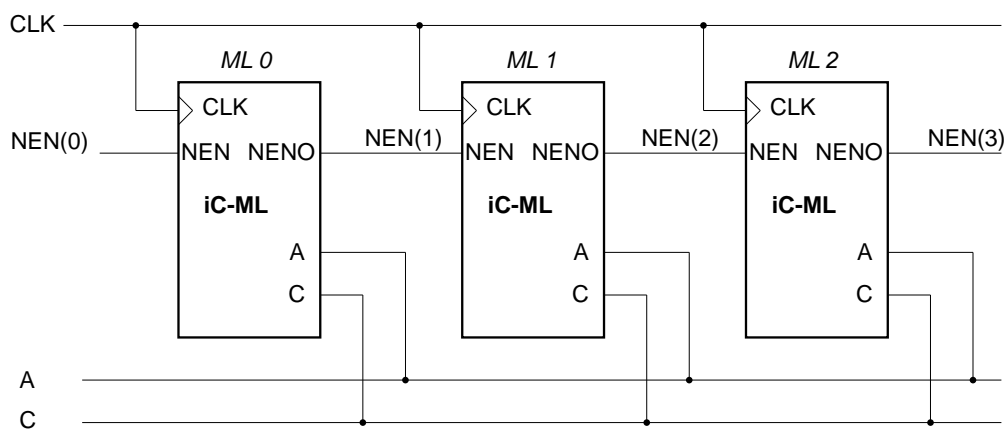 CLK
ML 0 ML 1 ML 2
CLK CLK CLK
NEN(0) NEN NENO NEN(1) NEN NENO NEN(2) NEN NENO NEN(3)
iC-ML iC-ML iC-ML
A A A
C C C
A
C